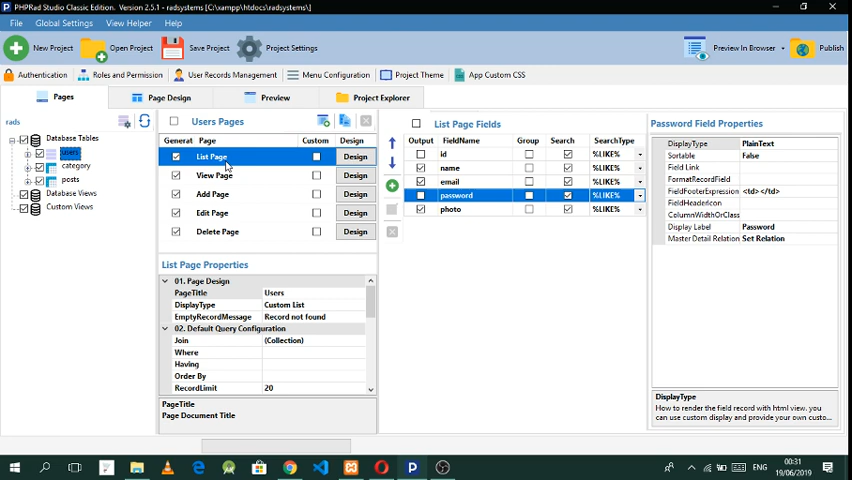 PHPRad Studio Classic Edition. Version 2.5.1 - radsystems [C:\xampp\htdocs\radsystems\]
File Global Settings View Helper Help
New Project Open Project Save Project Project Settings Preview In Browser Publish
Authentication Roles and Permission User Records Management Menu Configuration Project Theme App Custom CSS
Pages Page Design Preview Project Explorer
rads
Database Tables
users
category
posts
Database Views
Custom Views
Users Pages
General Page Custom Design
List Page Design
View Page Design
Add Page Design
Edit Page Design
Delete Page Design
List Page Properties
01. Page Design
PageTitle Users
DisplayType Custom List
EmptyRecordMessage Record not found
02. Default Query Configuration
Join (Collection)
Where
Having
Order By
RecordLimit 20
PageTitle
Page Document Title
List Page Fields
Output FieldName Group Search SearchType
id %LIKE%
name %LIKE%
email %LIKE%
password %LIKE%
photo %LIKE%
Password Field Properties
DisplayType PlainText
Sortable False
Field Link
FormatRecordField
FieldFooterExpression <td></td>
FieldHeaderIcon
ColumnWidthOrClass
Display Label Password
Master Detail Relation Set Relation
DisplayType
How to render the field record with html view. you can use custom display and provide your own custo...
ENG
00:31
19/06/2019